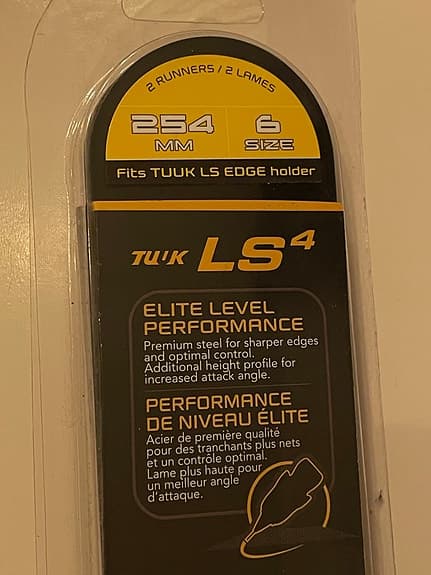 2 RUNNERS / 2 LAMES
254 6
MM SIZE
Fits TUUK LS EDGE holder
TUUK LS4
ELITE LEVEL
PERFORMANCE
Premium steel for sharper edges
and optimal control.
Additional height profile for
increased attack angle.
PERFORMANCE
DE NIVEAU ÉLITE
Acier de première qualité
pour des tranchants plus nets
et un contrôle optimal.
Lame plus haute pour
un meilleur angle
d'attaque.